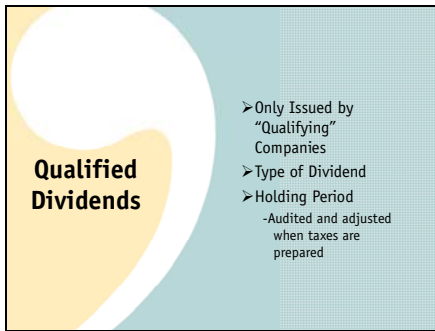 Qualified
Dividends
➢Only Issued by
“Qualifying”
Companies
➢Type of Dividend
➢Holding Period
-Audited and adjusted
when taxes are
prepared